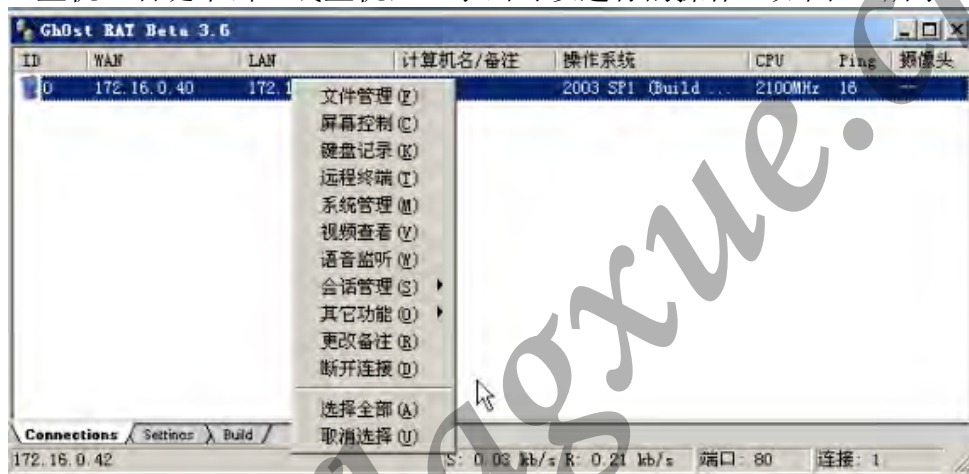 Gh0st RAT Beta 3.6
ID WAN LAN 计算机名/备注 操作系统 CPU Ping 摄像头
0 172.16.0.40 172.1 2003 SP1 (Build ... 2100MHz 16 --
文件管理(F)
屏幕控制(C)
键盘记录(K)
远程终端(T)
系统管理(M)
视频查看(V)
语音监听(W)
会话管理(S)
其它功能(O)
更改备注(R)
断开连接(D)
选择全部(A)
取消选择(U)
Connections Settings Build
172.16.0.42 S: 0.03 kb/s R: 0.21 kb/s 端口: 80 连接: 1